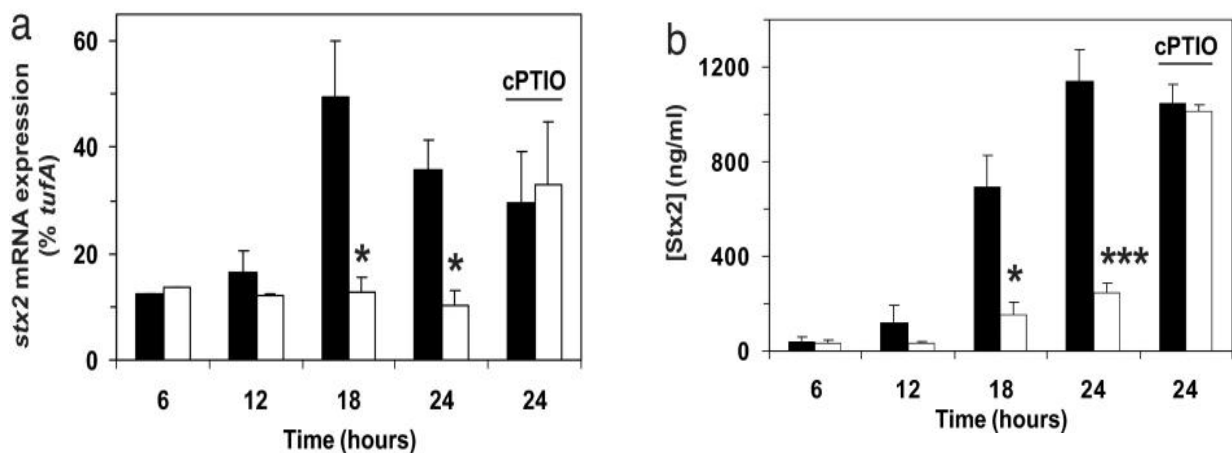 a
stx2 mRNA expression
(% tufA)
60
40
20
0
cPTIO
*
*
6 12 18 24 24
Time (hours)
b
[Stx2] (ng/ml)
1200
800
400
0
cPTIO
*
***
6 12 18 24 24
Time (hours)